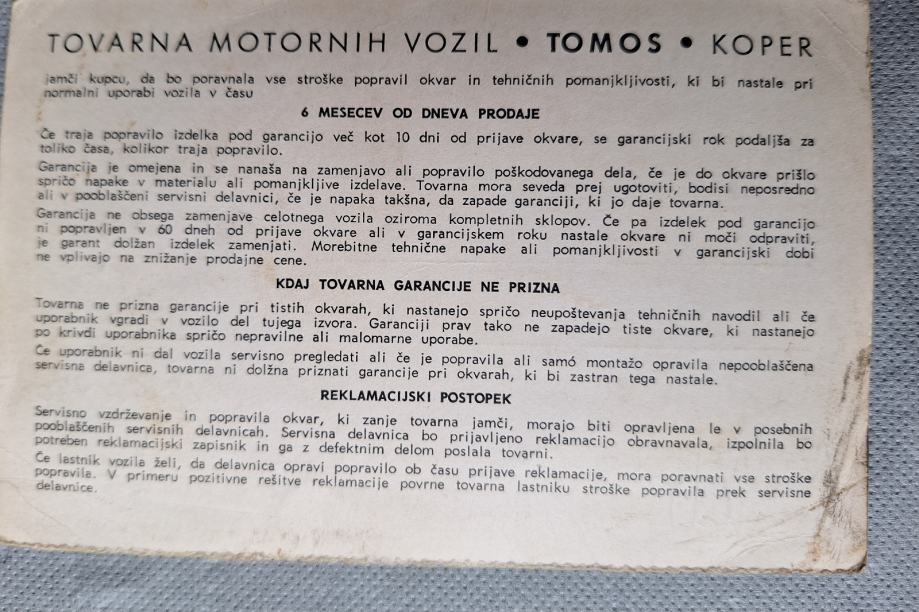 TOVARNA MOTORNIH VOZIL • TOMOS • KOPER
jamči kupcu, da bo poravnala vse stroške popravil okvar in tehničnih pomanjkljivosti, ki bi nastale pri
normalni uporabi vozila v času
6 MESECEV OD DNEVA PRODAJE
Če traja popravilo izdelka pod garancijo več kot 10 dni od prijave okvare, se garancijski rok podaljša za
toliko časa, kolikor traja popravilo.
Garancija je omejena in se nanaša na zamenjavo ali popravilo poškodovanega dela, če je do okvare prišlo
spričo napake v materialu ali pomanjkljive izdelave. Tovarna mora seveda prej ugotoviti, bodisi neposredno
ali v pooblaščeni servisni delavnici, če je napaka takšna, da zapade garanciji, ki jo daje tovarna.
Garancija ne obsega zamenjave celotnega vozila oziroma kompletnih sklopov. Če pa izdelek pod garancijo
ni popravljen v 60 dneh od prijave okvare ali v garancijskem roku nastale okvare ni moči odpraviti,
je garant dolžan izdelek zamenjati. Morebitne tehnične napake ali pomanjkljivosti v garancijski dobi
ne vplivajo na znižanje prodajne cene.
KDAJ TOVARNA GARANCIJE NE PRIZNA
Tovarna ne prizna garancije pri tistih okvarah, ki nastanejo spričo neupoštevanja tehničnih navodil ali če
uporabnik vgradi v vozilo del tujega izvora. Garanciji prav tako ne zapadejo tiste okvare, ki nastanejo
po krivdi uporabnika spričo nepravilne ali malomarne uporabe.
Če uporabnik ni dal vozila servisno pregledati ali če je popravila ali samó montažo opravila nepooblaščena
servisna delavnica, tovarna ni dolžna priznati garancije pri okvarah, ki bi zastran tega nastale.
REKLAMACIJSKI POSTOPEK
Servisno vzdrževanje in popravila okvar, ki zanje tovarna jamči, morajo biti opravljena le v posebnih
pooblaščenih servisnih delavnicah. Servisna delavnica bo prijavljeno reklamacijo obravnavala, izpolnila bo
potreben reklamacijski zapisnik in ga z defektnim delom poslala tovarni.
Če lastnik vozila želi, da delavnica opravi popravilo ob času prijave reklamacije, mora poravnati vse stroške
popravila. V primeru pozitivne rešitve reklamacije povrne tovarna lastniku stroške popravila prek servisne
delavnice.